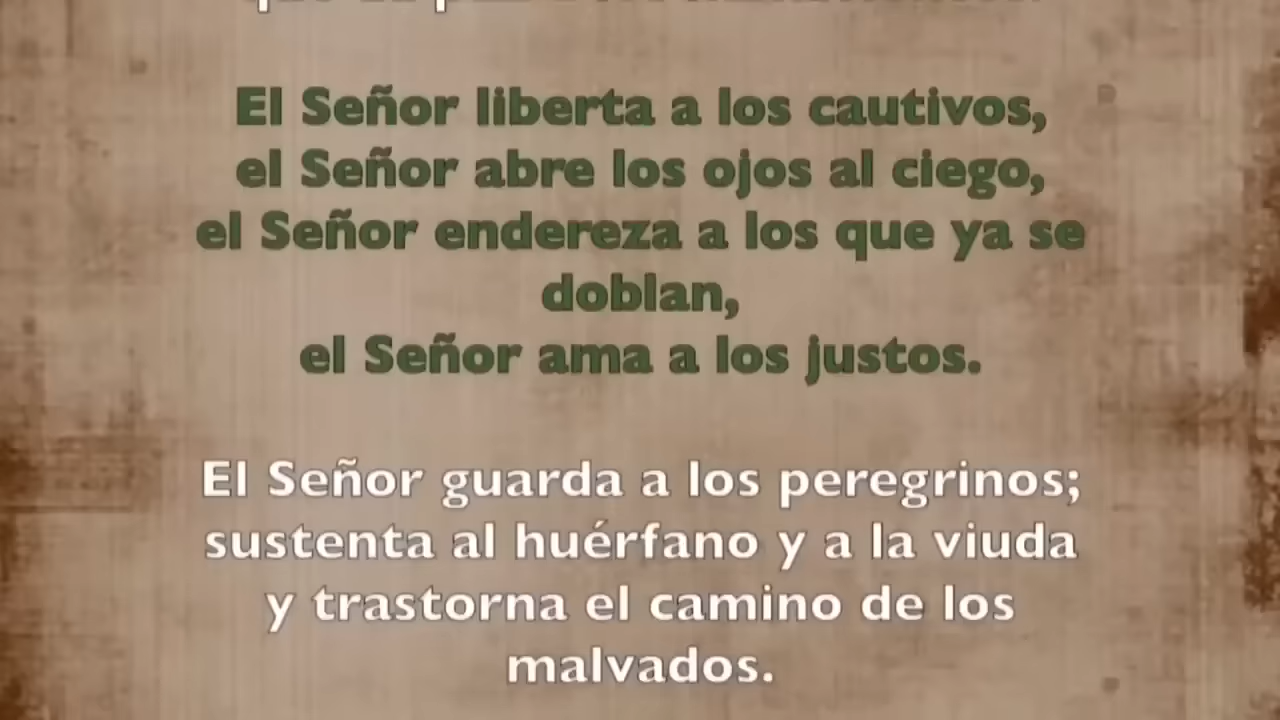 El Señor liberta a los cautivos,
el Señor abre los ojos al ciego,
el Señor endereza a los que ya se
doblan,
el Señor ama a los justos.
El Señor guarda a los peregrinos;
sustenta al huérfano y a la viuda
y trastorna el camino de los
malvados.